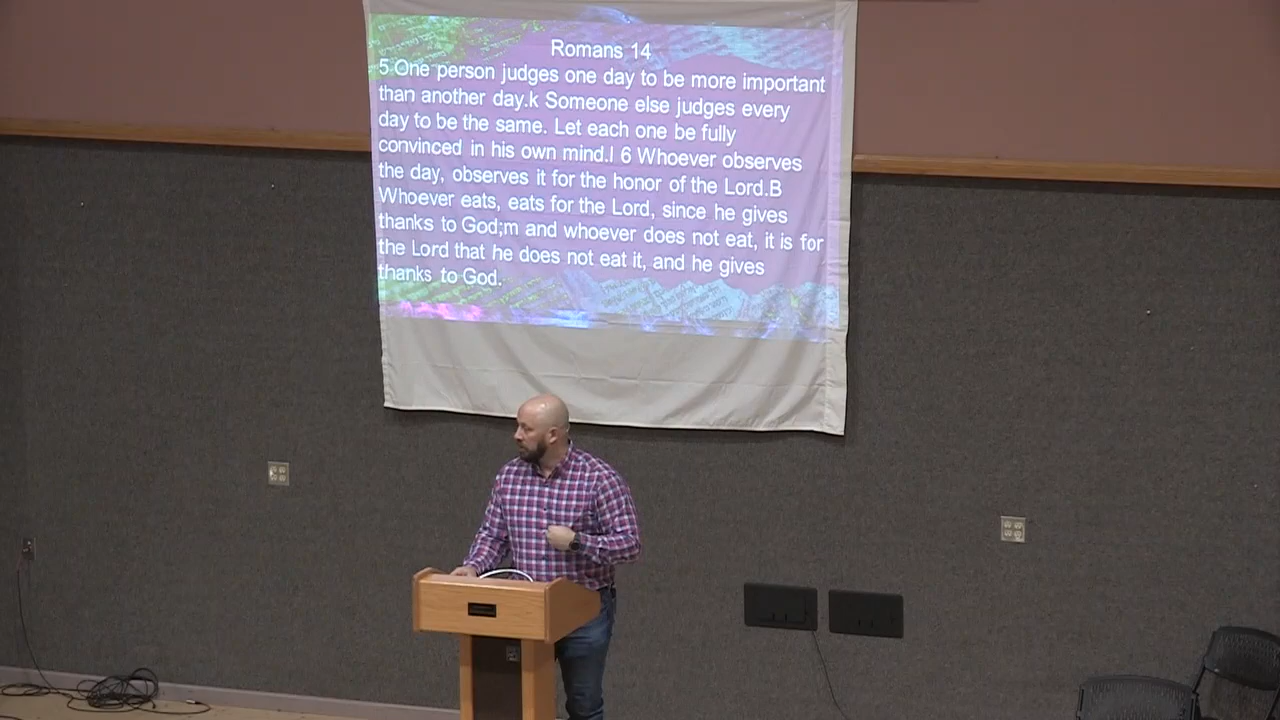 Romans 14
5 One person judges one day to be more important
than another day.k Someone else judges every
day to be the same. Let each one be fully
convinced in his own mind.l 6 Whoever observes
the day, observes it for the honor of the Lord.B
Whoever eats, eats for the Lord, since he gives
thanks to God;m and whoever does not eat, it is for
the Lord that he does not eat it, and he gives
thanks to God.